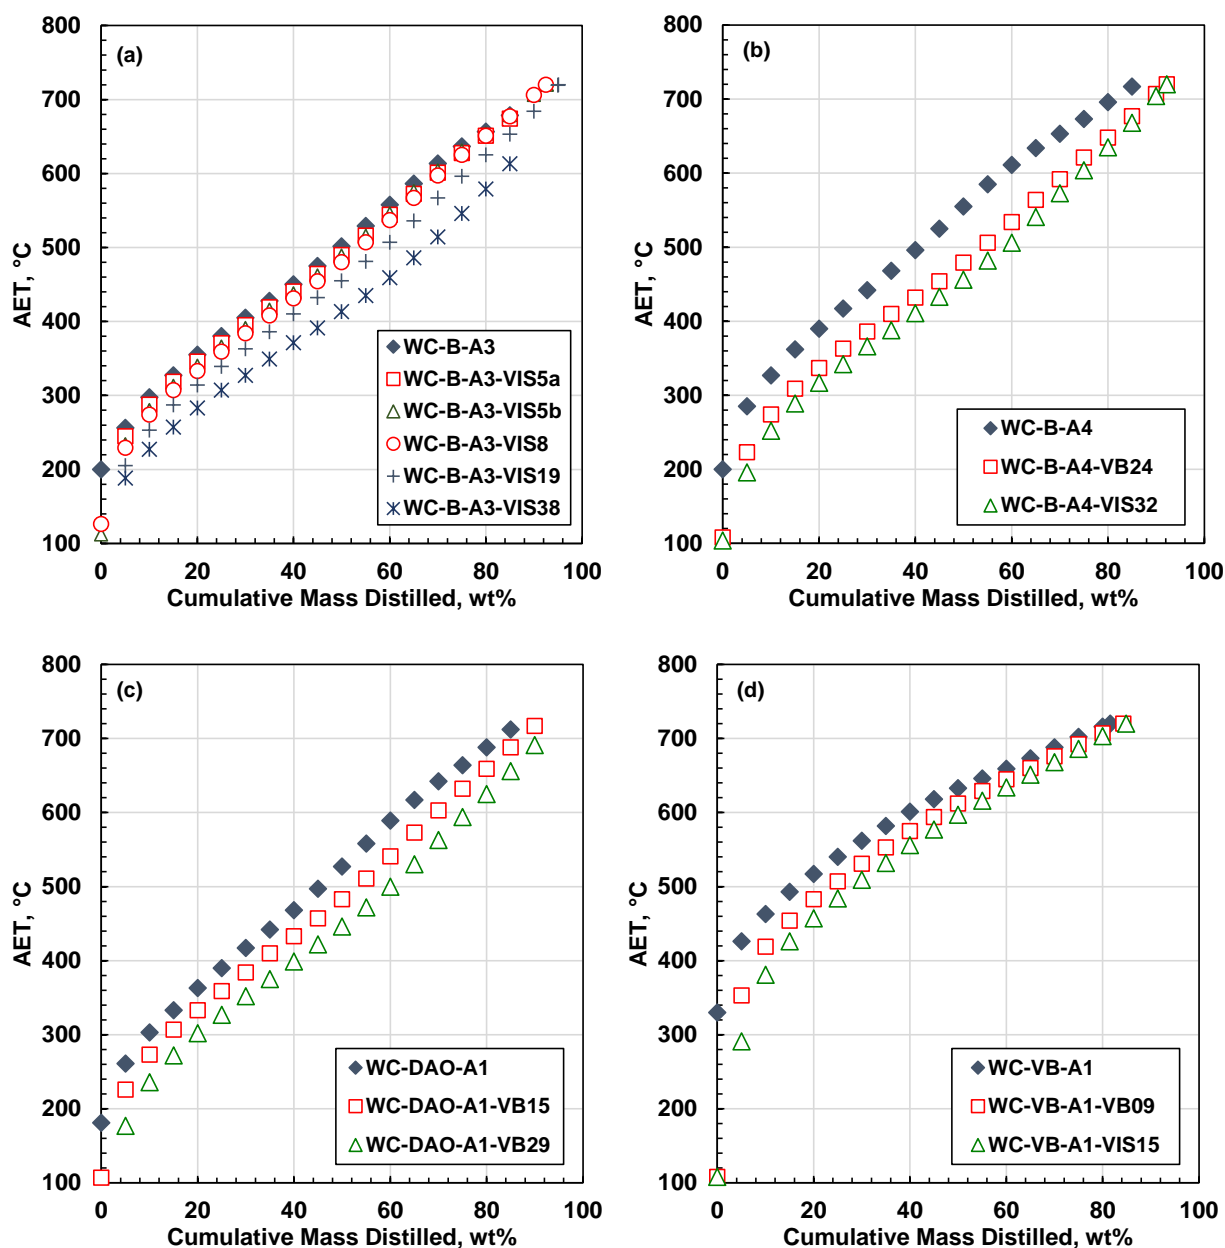 (a)
800
700
600
500
400
300
200
100
AET, °C
WC-B-A3
WC-B-A3-VIS5a
WC-B-A3-VIS5b
WC-B-A3-VIS8
WC-B-A3-VIS19
WC-B-A3-VIS38
0 20 40 60 80 100
Cumulative Mass Distilled, wt%
(b)
800
700
600
500
400
300
200
100
AET, °C
WC-B-A4
WC-B-A4-VB24
WC-B-A4-VIS32
0 20 40 60 80 100
Cumulative Mass Distilled, wt%
(c)
800
700
600
500
400
300
200
100
AET, °C
WC-DAO-A1
WC-DAO-A1-VB15
WC-DAO-A1-VB29
0 20 40 60 80 100
Cumulative Mass Distilled, wt%
(d)
800
700
600
500
400
300
200
100
AET, °C
WC-VB-A1
WC-VB-A1-VB09
WC-VB-A1-VIS15
0 20 40 60 80 100
Cumulative Mass Distilled, wt%